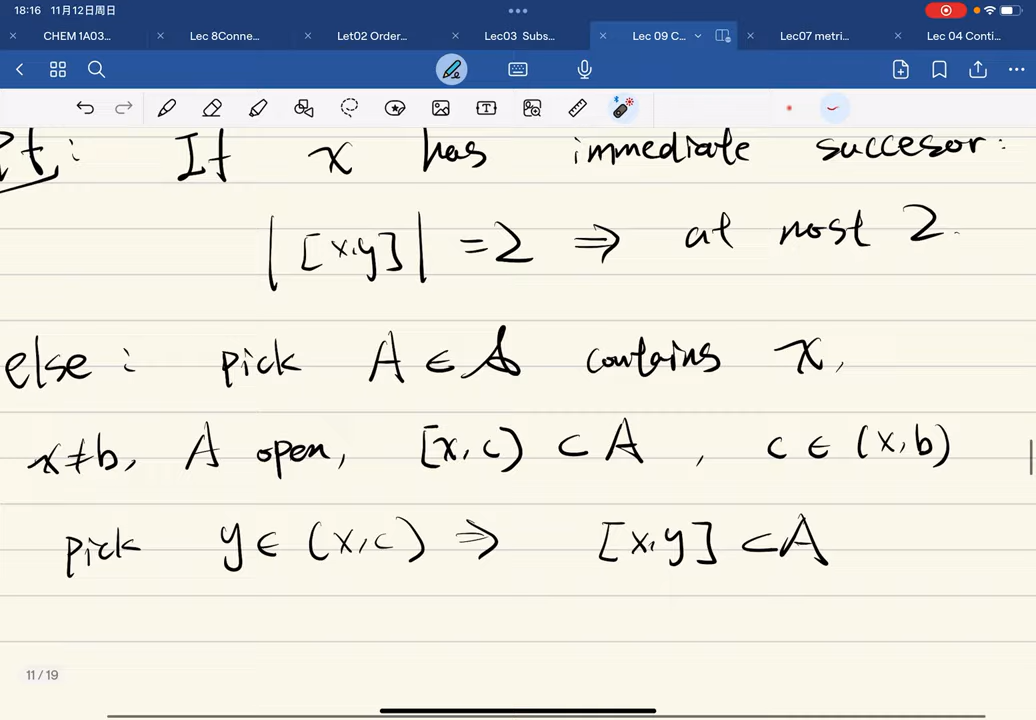 18:16 11月12日周日
CHEM 1A03... Lec 8Conne... Let02 Order... Lec03 Subs... Lec 09 C... Lec07 metri... Lec 04 Conti...
Pf: If x has immediate succesor:
|[x,y]| =2 ⇒ at most 2.
else: pick A ∈ 𝒜 contains x,
x≠b, A open, [x,c) ⊂ A , c ∈ (x,b)
pick y ∈ (x,c) ⇒ [x,y] ⊂ A
11 / 19